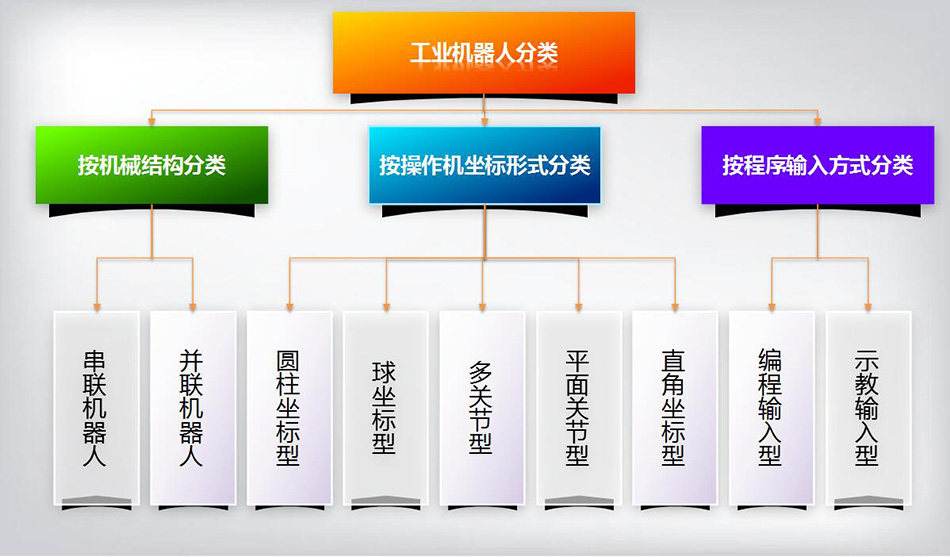 工业机器人分类
按机械结构分类
按操作机坐标形式分类
按程序输入方式分类
串联机器人
并联机器人
圆柱坐标型
球坐标型
多关节型
平面关节型
直角坐标型
编程输入型
示教输入型